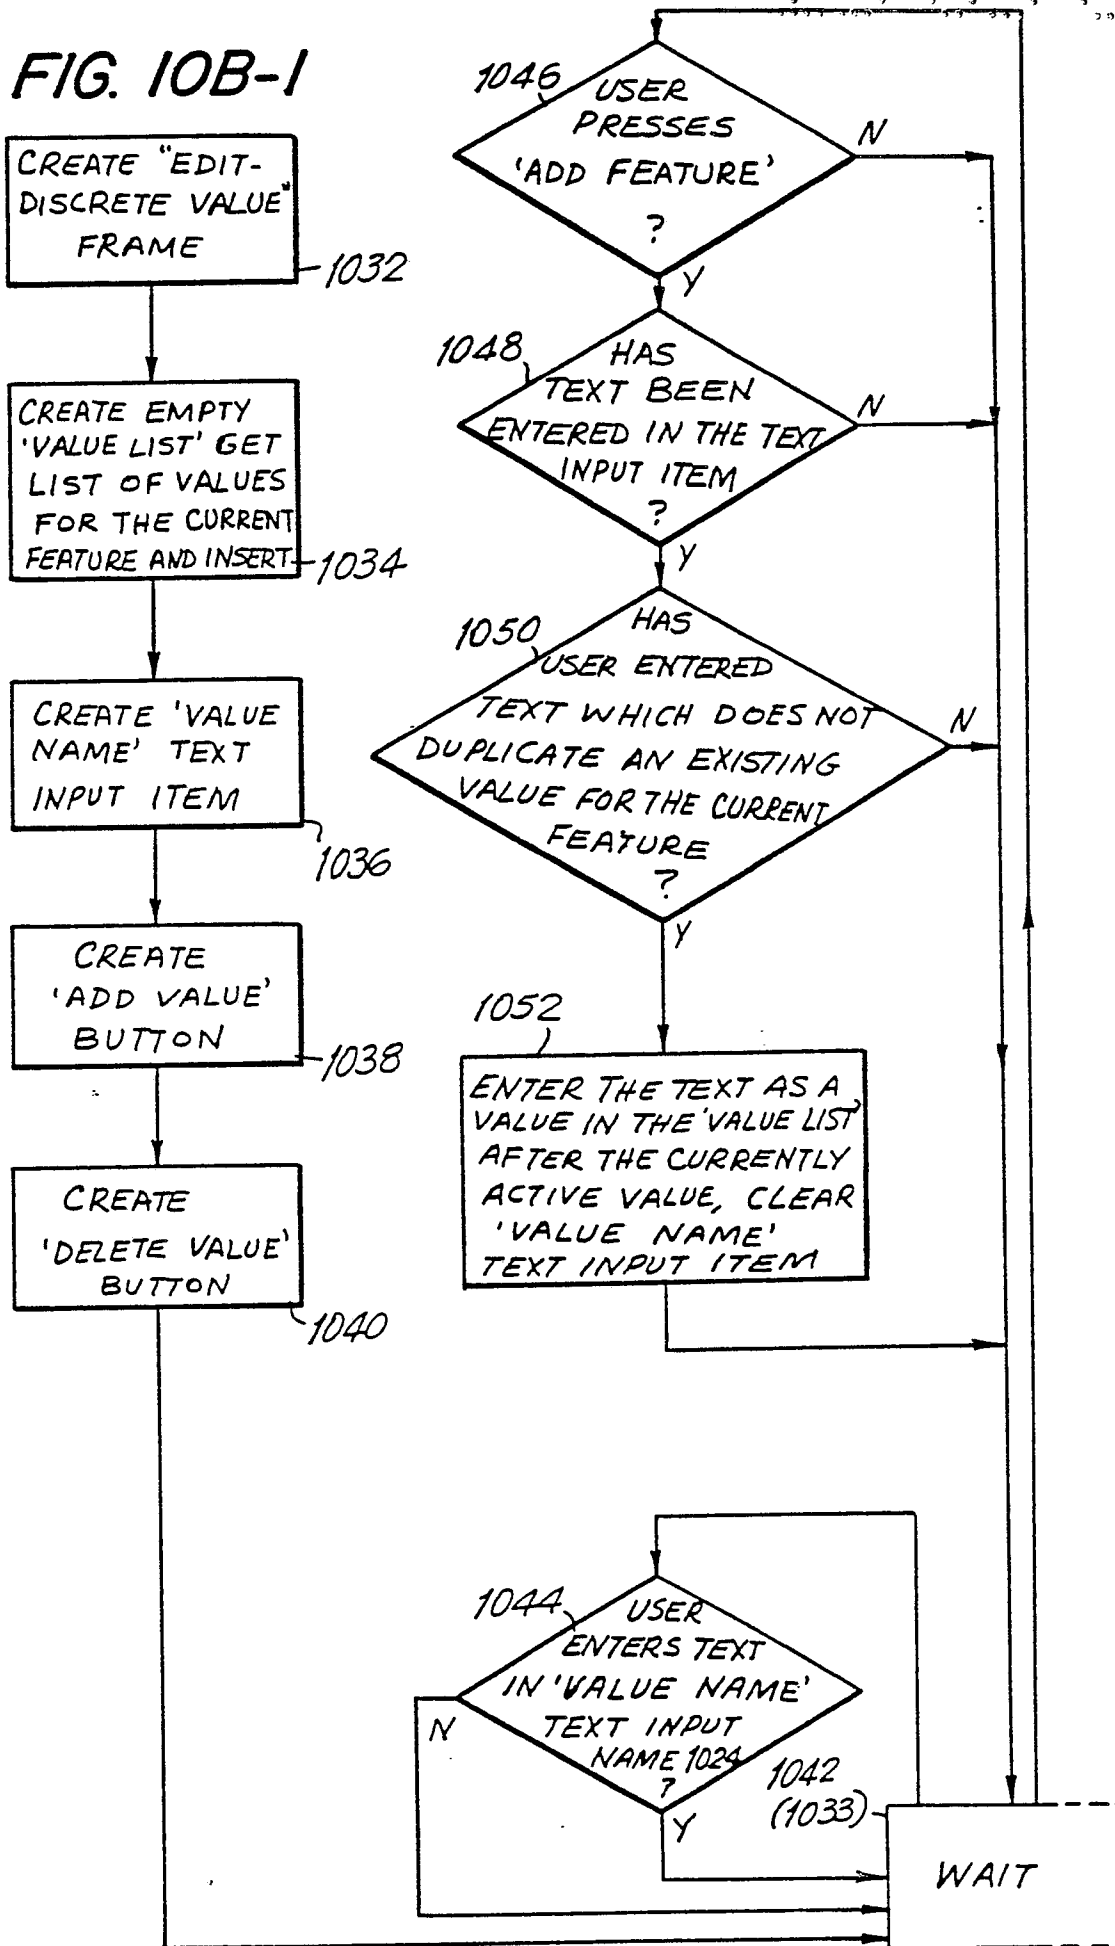 FIG. 10B-1
CREATE "EDIT-
DISCRETE VALUE"
FRAME
1032
CREATE EMPTY
'VALUE LIST' GET
LIST OF VALUES
FOR THE CURRENT
FEATURE AND INSERT
1034
CREATE 'VALUE
NAME' TEXT
INPUT ITEM
1036
CREATE
'ADD VALUE'
BUTTON
1038
CREATE
'DELETE VALUE'
BUTTON
1040
1046
USER
PRESSES
'ADD FEATURE'
?
N
Y
1048
HAS
TEXT BEEN
ENTERED IN THE TEXT
INPUT ITEM
?
N
Y
1050
HAS
USER ENTERED
TEXT WHICH DOES NOT
DUPLICATE AN EXISTING
VALUE FOR THE CURRENT
FEATURE
?
N
Y
1052
ENTER THE TEXT AS A
VALUE IN THE 'VALUE LIST'
AFTER THE CURRENTLY
ACTIVE VALUE, CLEAR
'VALUE NAME'
TEXT INPUT ITEM
1044
USER
ENTERS TEXT
IN 'VALUE NAME'
TEXT INPUT
NAME 1024
?
N
Y
1042
(1033)
WAIT